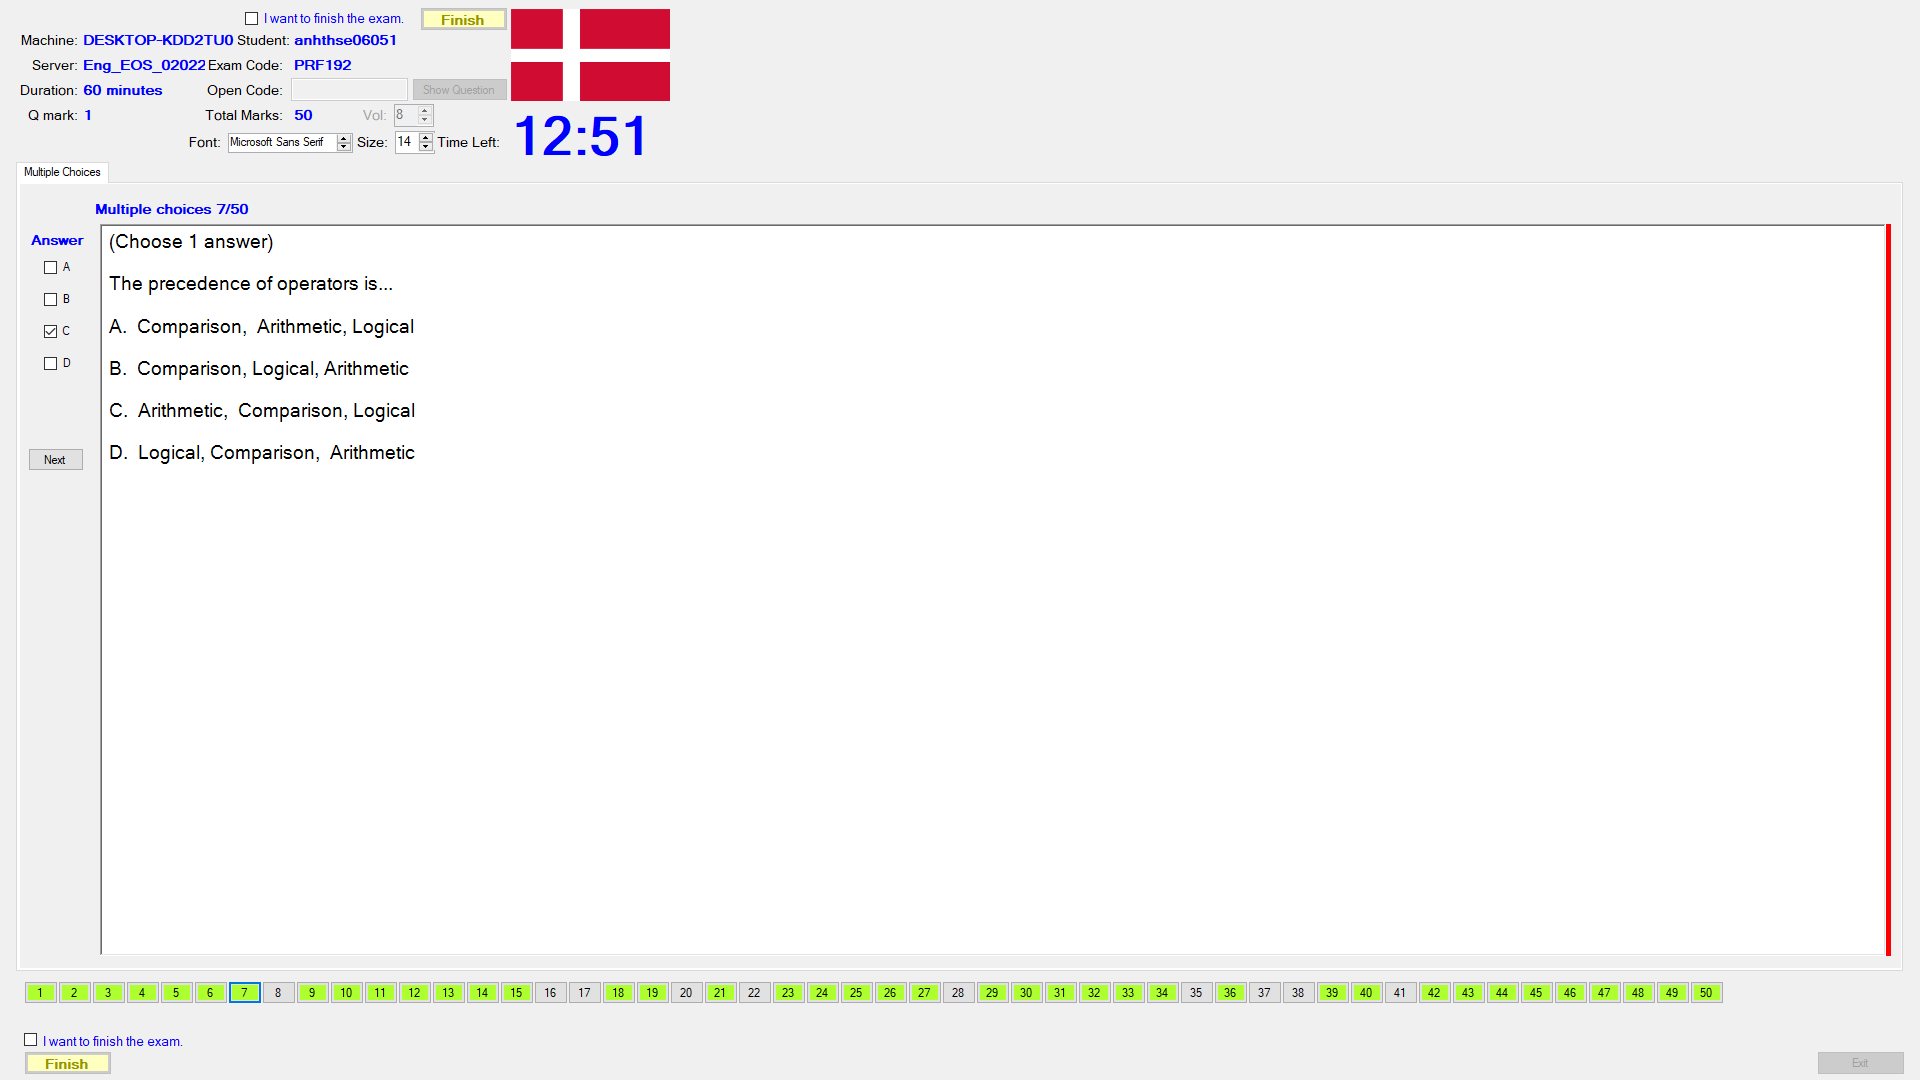 I want to finish the exam.
Finish
Machine: DESKTOP-KDD2TU0 Student: anhthse06051
Server: Eng_EOS_02022 Exam Code: PRF192
Duration: 60 minutes Open Code: Show Question
Q mark: 1 Total Marks: 50 Vol: 8
Font: Microsoft Sans Serif Size: 14 Time Left: 12:51
Multiple Choices
Multiple choices 7/50
Answer
A
B
C
D
Next
(Choose 1 answer)
The precedence of operators is...
A. Comparison, Arithmetic, Logical
B. Comparison, Logical, Arithmetic
C. Arithmetic, Comparison, Logical
D. Logical, Comparison, Arithmetic
1 2 3 4 5 6 7 8 9 10 11 12 13 14 15 16 17 18 19 20 21 22 23 24 25 26 27 28 29 30 31 32 33 34 35 36 37 38 39 40 41 42 43 44 45 46 47 48 49 50
I want to finish the exam.
Finish
Exit